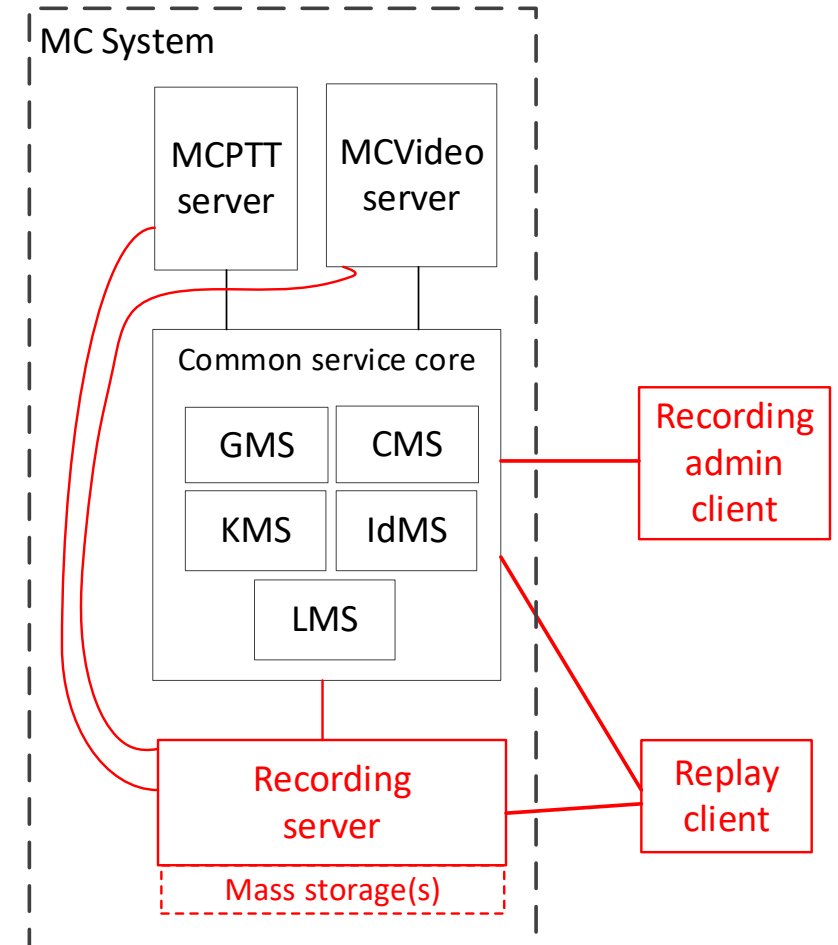 MC System
MCPTT
server
MCVideo
server
Common service core
GMS
CMS
KMS
IdMS
LMS
Recording
admin
client
Recording
server
Mass storage(s)
Replay
client